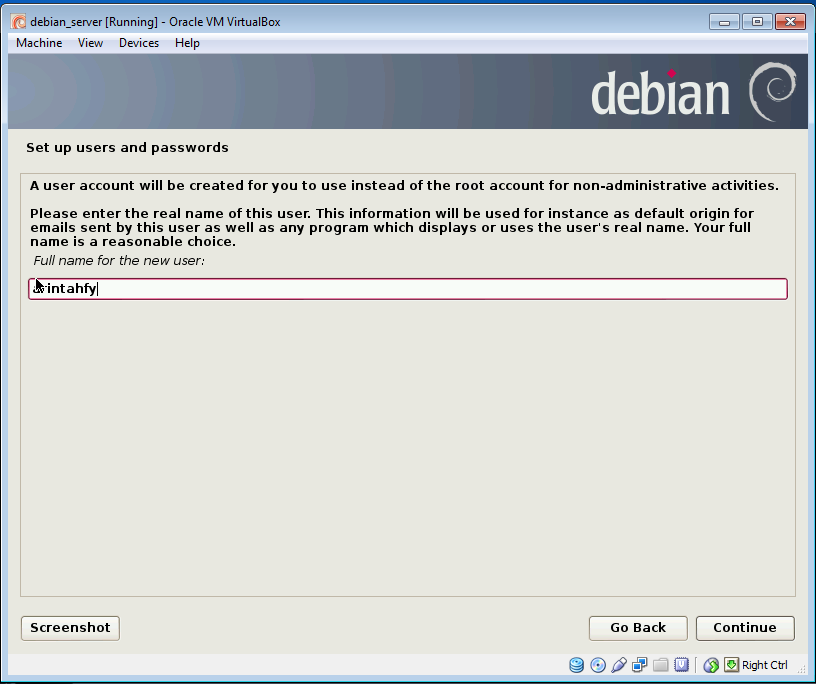 debian_server [Running] - Oracle VM VirtualBox
Machine View Devices Help
debian
Set up users and passwords
A user account will be created for you to use instead of the root account for non-administrative activities.
Please enter the real name of this user. This information will be used for instance as default origin for
emails sent by this user as well as any program which displays or uses the user's real name. Your full
name is a reasonable choice.
Full name for the new user:
Screenshot
Go Back Continue
Right Ctrl